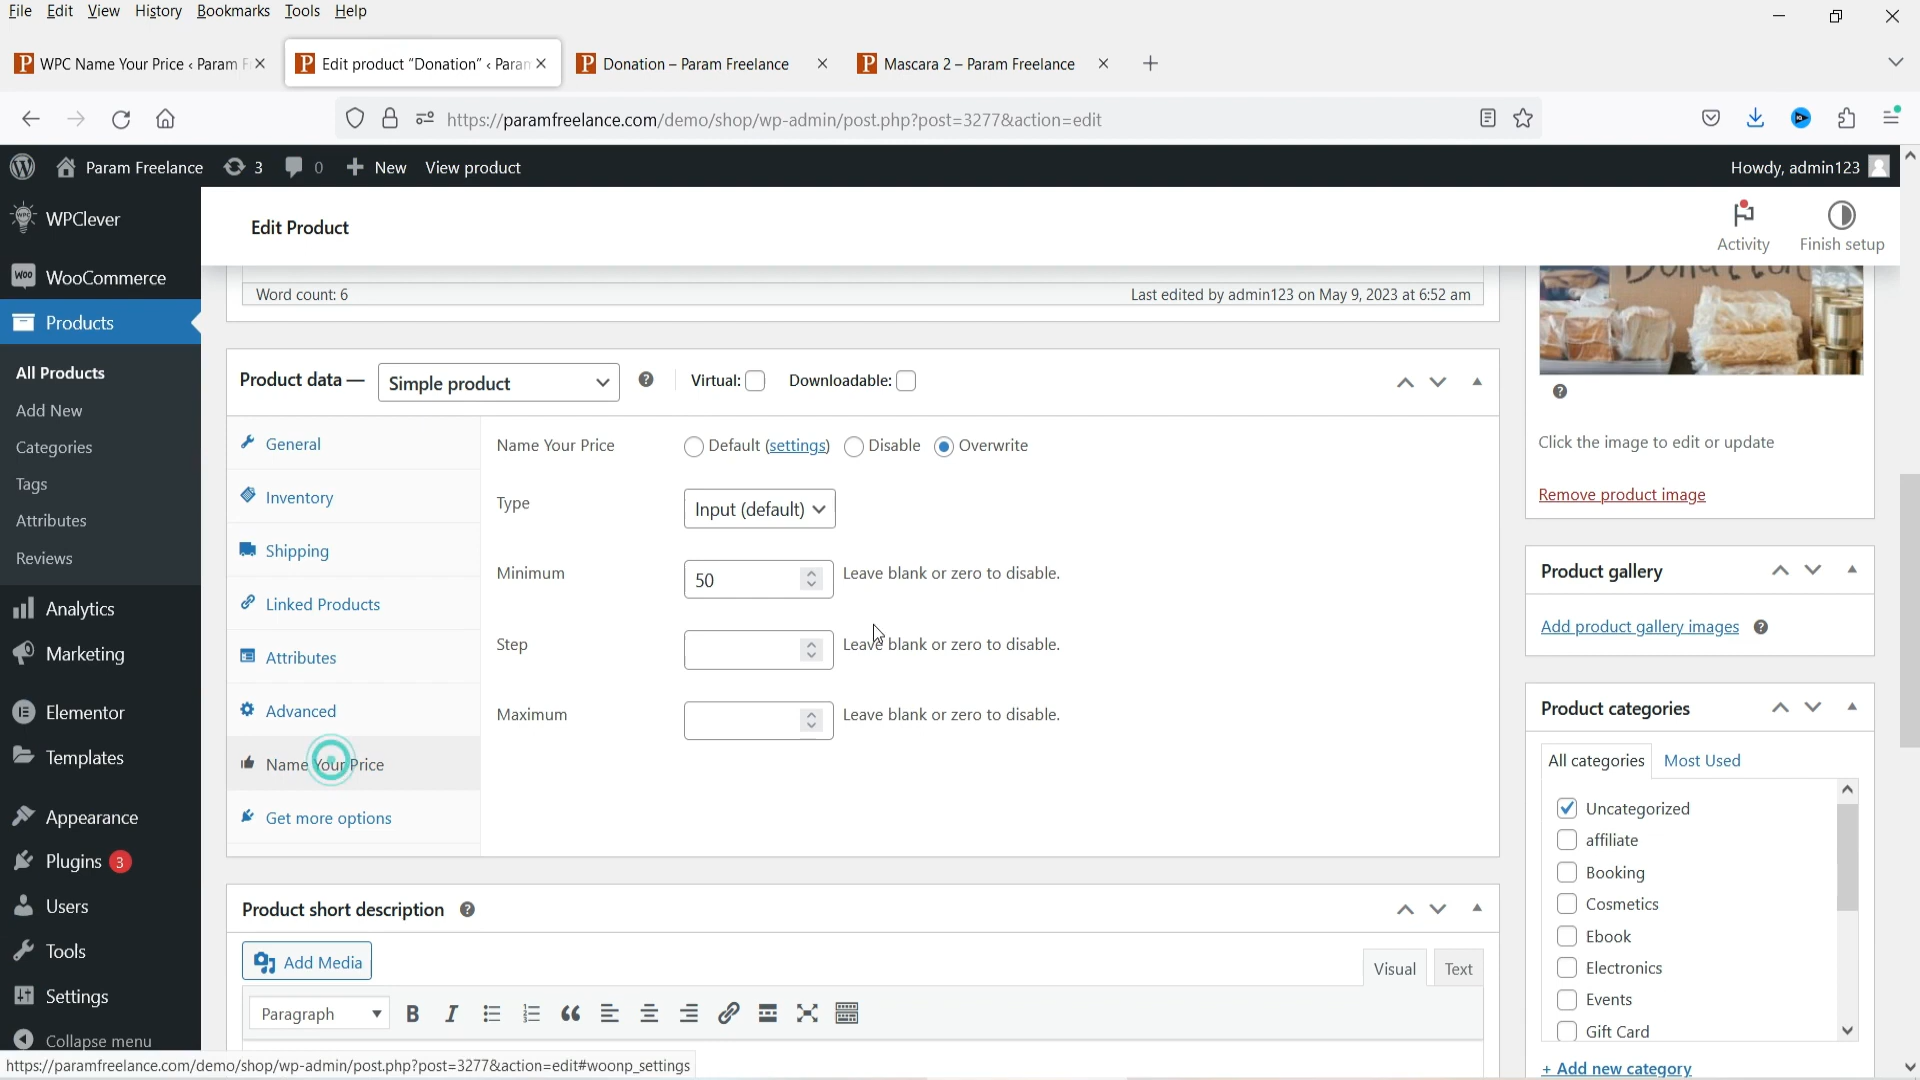 File Edit View History Bookmarks Tools Help
WPC Name Your Price ‹ Param F
Edit product “Donation” ‹ Param
Donation – Param Freelance
Mascara 2 – Param Freelance
https://paramfreelance.com/demo/shop/wp-admin/post.php?post=3277&action=edit
Param Freelance 3 0 New View product Howdy, admin123
WPClever
WooCommerce
Products
All Products
Add New
Categories
Tags
Attributes
Reviews
Analytics
Marketing
Elementor
Templates
Appearance
Plugins 3
Users
Tools
Settings
Collapse menu
Edit Product
Activity
Finish setup
Word count: 6
Last edited by admin123 on May 9, 2023 at 6:52 am
Product data — Simple product Virtual: Downloadable:
General
Inventory
Shipping
Linked Products
Attributes
Advanced
Name Your Price
Get more options
Name Your Price Default (settings) Disable Overwrite
Type Input (default)
Minimum 50 Leave blank or zero to disable.
Step Leave blank or zero to disable.
Maximum Leave blank or zero to disable.
Product short description
Add Media
Visual Text
Paragraph
Donation
Click the image to edit or update
Remove product image
Product gallery
Add product gallery images
Product categories
All categories Most Used
Uncategorized
affiliate
Booking
Cosmetics
Ebook
Electronics
Events
Gift Card
+ Add new category
https://paramfreelance.com/demo/shop/wp-admin/post.php?post=3277&action=edit#woonp_settings